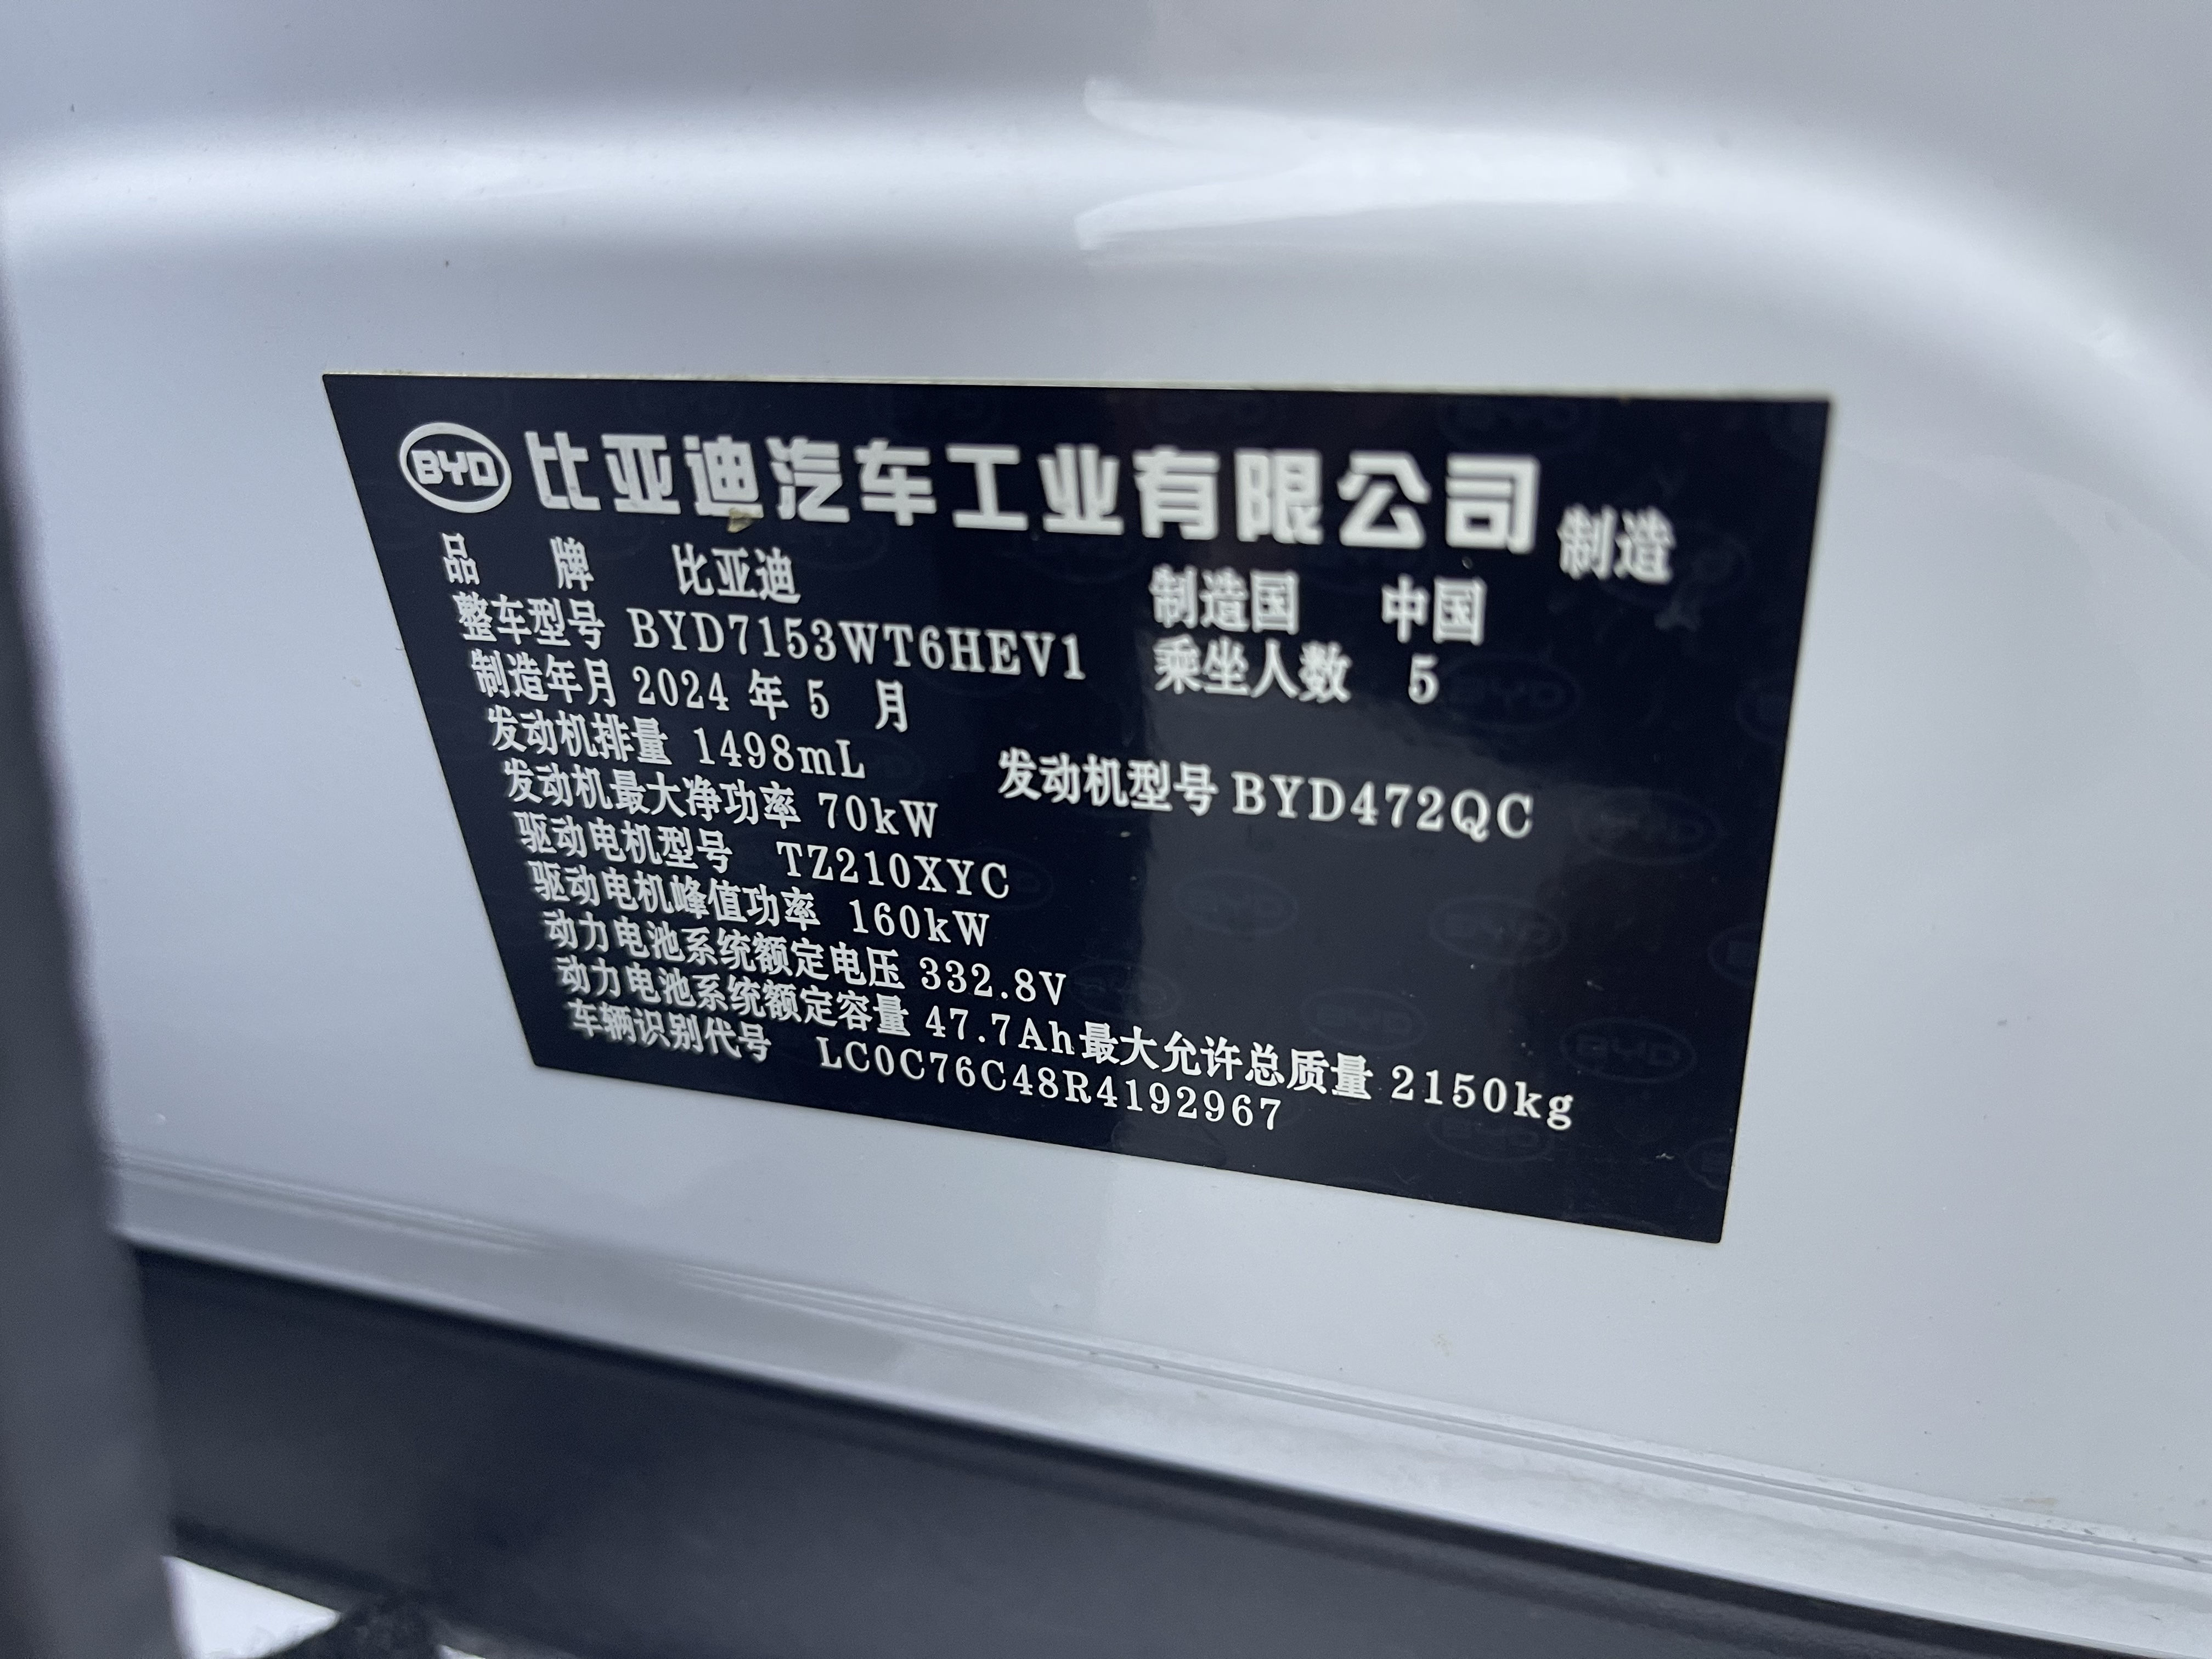 BYD 比亚迪汽车工业有限公司 制造
品 牌 比亚迪 制造国 中国
整车型号 BYD7153WT6HEV1 乘坐人数 5
制造年月 2024 年 5 月
发动机排量 1498mL 发动机型号 BYD472QC
发动机最大净功率 70kW
驱动电机型号 TZ210XYC
驱动电机峰值功率 160kW
动力电池系统额定电压 332.8V
动力电池系统额定容量 47.7Ah 最大允许总质量 2150kg
车辆识别代号 LC0C76C48R4192967